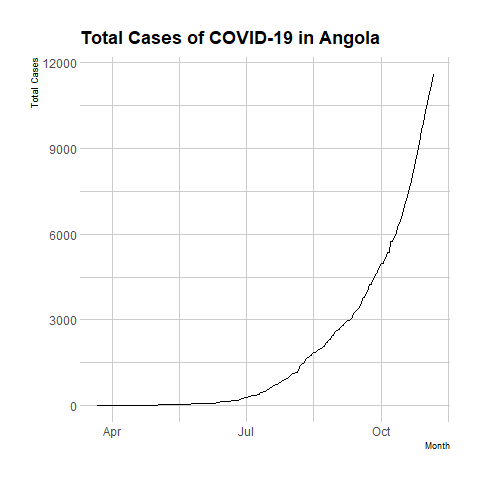 Total Cases of COVID-19 in Angola
Total Cases
12000
9000
6000
3000
0
Apr
Jul
Oct
Month